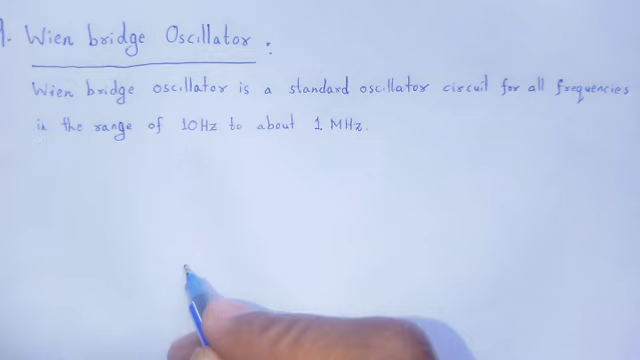 1. Wien bridge Oscillator :
Wien bridge oscillator is a standard oscillator circuit for all frequencies
in the range of 10Hz to about 1 MHz.